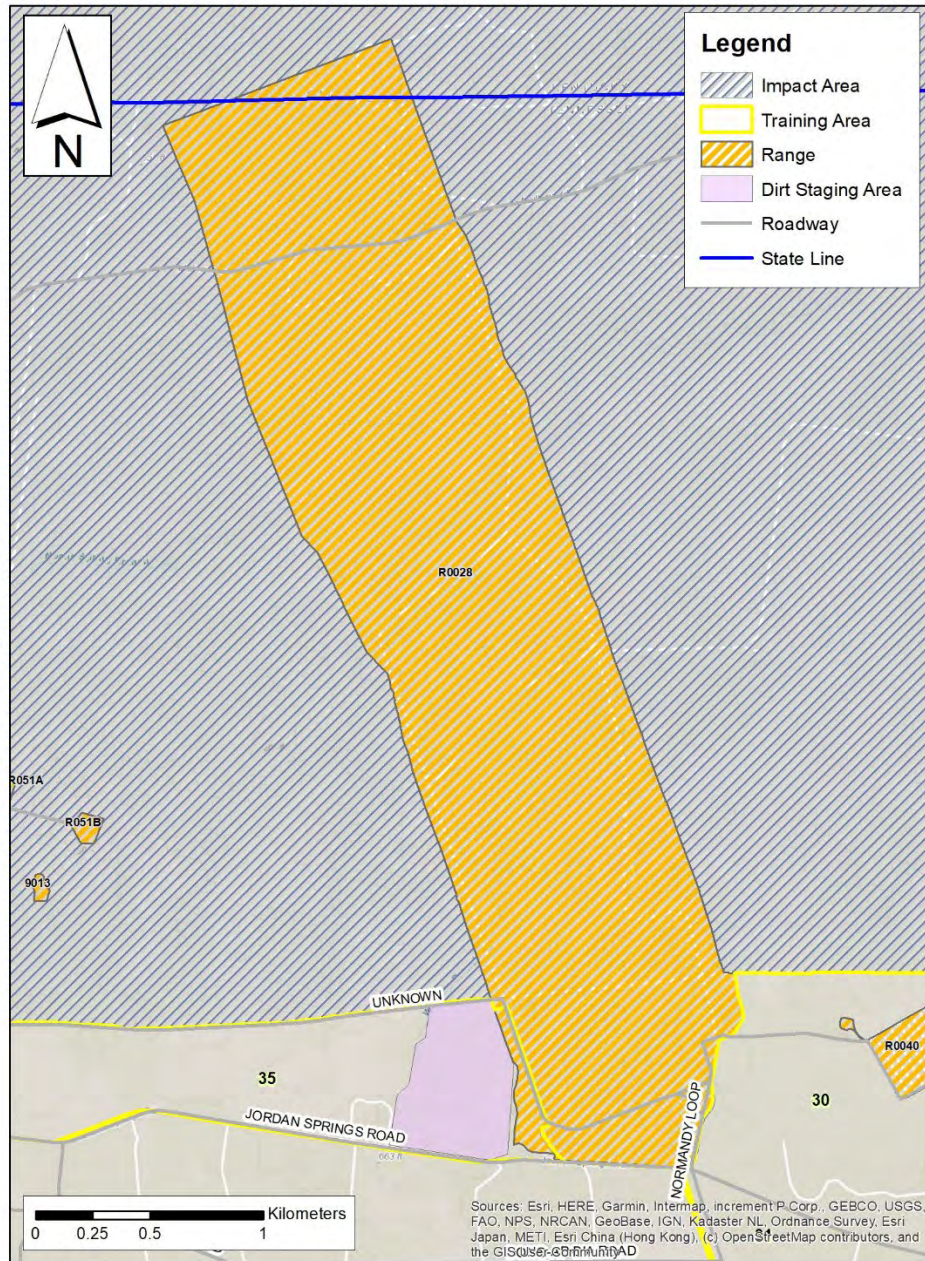 N
Legend
Impact Area
Training Area
Range
Dirt Staging Area
Roadway
State Line
R0028
R051A
R051B
9013
UNKNOWN
R0040
35
30
JORDAN SPRINGS ROAD
663 ft
NORMANDY LOOP
Kilometers
0 0.25 0.5 1
Sources: Esri, HERE, Garmin, Intermap, increment P Corp., GEBCO, USGS,
FAO, NPS, NRCAN, GeoBase, IGN, Kadaster NL, Ordnance Survey, Esri
Japan, METI, Esri China (Hong Kong), (c) OpenStreetMap contributors, and
the GIS User Community
ROAD